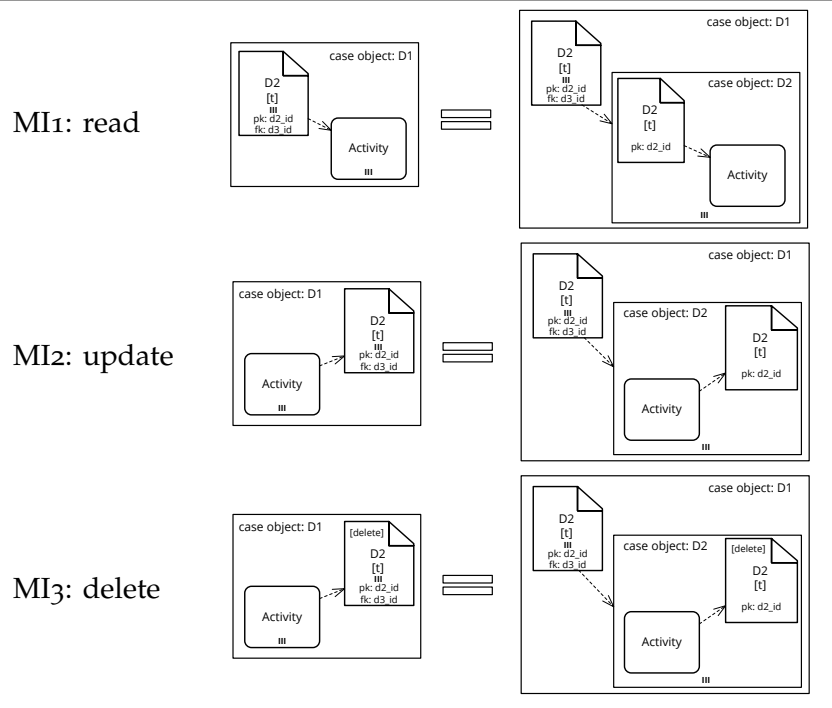 MI1: read
case object: D1
D2
[t]
III
pk: d2_id
fk: d3_id
Activity
III
case object: D1
D2
[t]
III
pk: d2_id
fk: d3_id
case object: D2
D2
[t]
pk: d2_id
Activity
III
MI2: update
case object: D1
D2
[t]
III
pk: d2_id
fk: d3_id
Activity
III
case object: D1
D2
[t]
III
pk: d2_id
fk: d3_id
case object: D2
D2
[t]
pk: d2_id
Activity
III
MI3: delete
case object: D1
[delete]
D2
[t]
III
pk: d2_id
fk: d3_id
Activity
III
case object: D1
D2
[t]
III
pk: d2_id
fk: d3_id
case object: D2
[delete]
D2
[t]
pk: d2_id
Activity
III